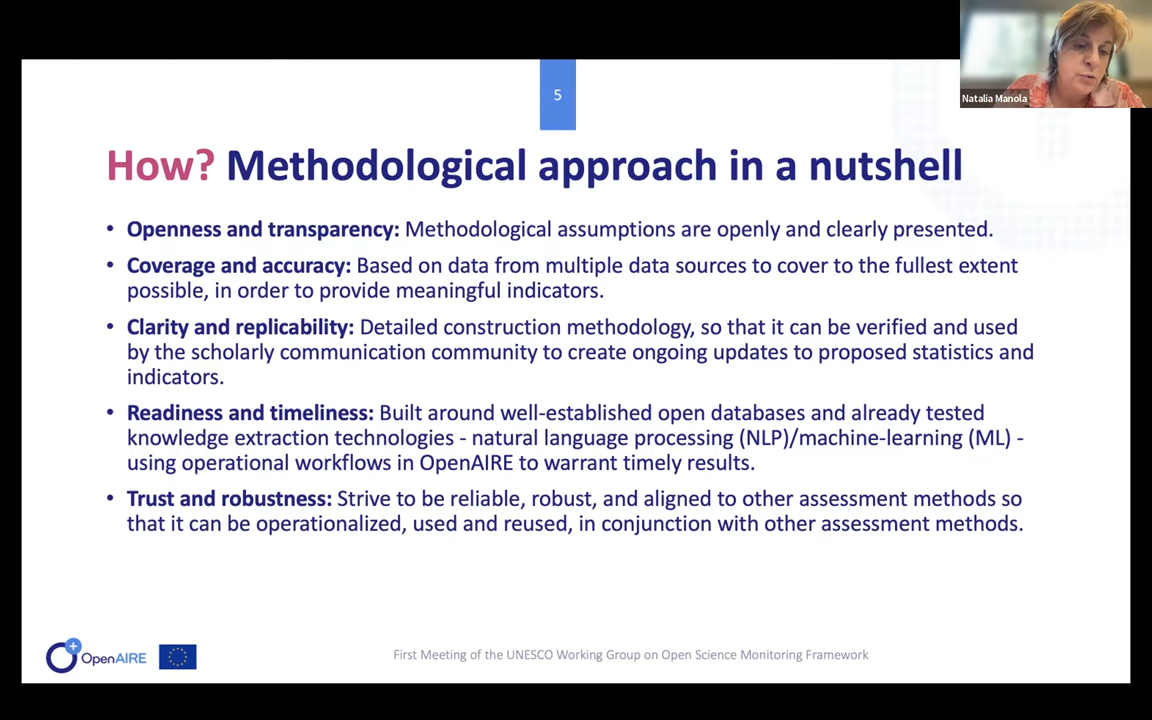 Natalia Manola
5
How? Methodological approach in a nutshell
• Openness and transparency: Methodological assumptions are openly and clearly presented.
• Coverage and accuracy: Based on data from multiple data sources to cover to the fullest extent
possible, in order to provide meaningful indicators.
• Clarity and replicability: Detailed construction methodology, so that it can be verified and used
by the scholarly communication community to create ongoing updates to proposed statistics and
indicators.
• Readiness and timeliness: Built around well-established open databases and already tested
knowledge extraction technologies - natural language processing (NLP)/machine-learning (ML) -
using operational workflows in OpenAIRE to warrant timely results.
• Trust and robustness: Strive to be reliable, robust, and aligned to other assessment methods so
that it can be operationalized, used and reused, in conjunction with other assessment methods.
OpenAIRE
First Meeting of the UNESCO Working Group on Open Science Monitoring Framework